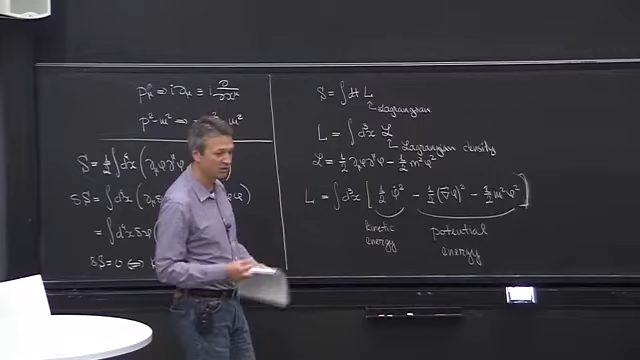 p_μ ⇒ i∂_μ ≡ i ∂/∂x^μ
p² - m² ⇒ -∂² - m²
S = ½ ∫d⁴x (∂_μφ ∂^μφ
δS = ∫d⁴x (∂_μ
= ∫d⁴x δφ
δS = 0 ⇔
S = ∫dt L
Lagrangian
L = ∫d³x ℒ
Lagrangian density
ℒ = ½ ∂_μφ ∂^μφ - ½ m²φ²
L = ∫d³x [ ½ φ̇² - ½ (∇⃗φ)² - ½ m²φ² ]
kinetic energy
potential energy